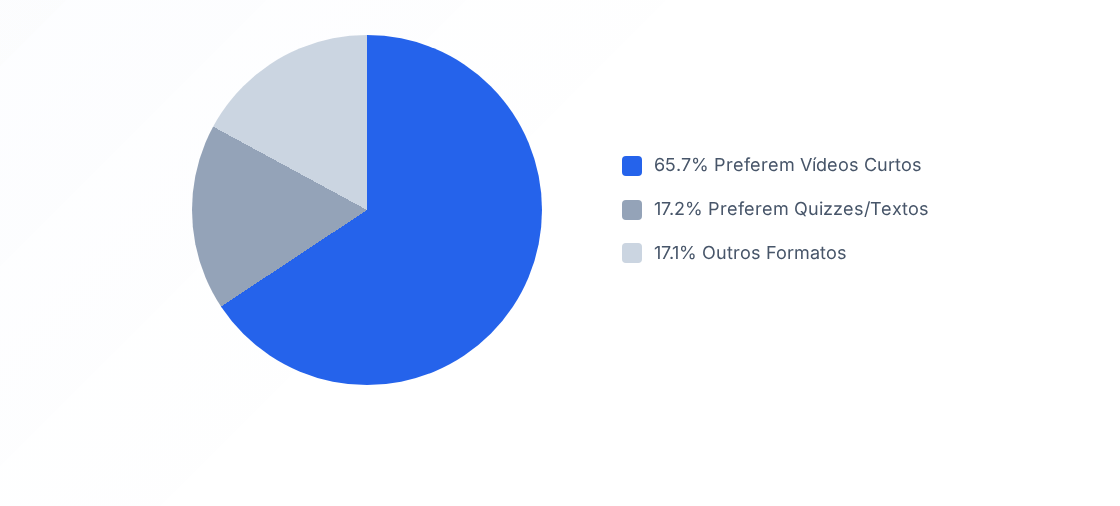 65.7% Preferem Vídeos Curtos
17.2% Preferem Quizzes/Textos
17.1% Outros Formatos